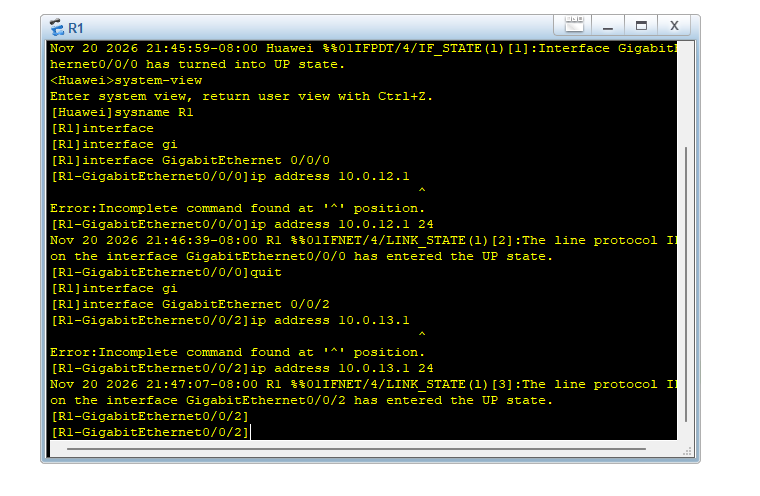 R1
Nov 20 2026 21:45:59-08:00 Huawei %%01IFPDT/4/IF_STATE(l)[1]:Interface Gigabit
hernet0/0/0 has turned into UP state.
<Huawei>system-view
Enter system view, return user view with Ctrl+Z.
[Huawei]sysname R1
[R1]interface
[R1]interface gi
[R1]interface GigabitEthernet 0/0/0
[R1-GigabitEthernet0/0/0]ip address 10.0.12.1
^
Error:Incomplete command found at '^' position.
[R1-GigabitEthernet0/0/0]ip address 10.0.12.1 24
Nov 20 2026 21:46:39-08:00 R1 %%01IFNET/4/LINK_STATE(l)[2]:The line protocol I
on the interface GigabitEthernet0/0/0 has entered the UP state.
[R1-GigabitEthernet0/0/0]quit
[R1]interface gi
[R1]interface GigabitEthernet 0/0/2
[R1-GigabitEthernet0/0/2]ip address 10.0.13.1
^
Error:Incomplete command found at '^' position.
[R1-GigabitEthernet0/0/2]ip address 10.0.13.1 24
Nov 20 2026 21:47:07-08:00 R1 %%01IFNET/4/LINK_STATE(l)[3]:The line protocol I
on the interface GigabitEthernet0/0/2 has entered the UP state.
[R1-GigabitEthernet0/0/2]
[R1-GigabitEthernet0/0/2]